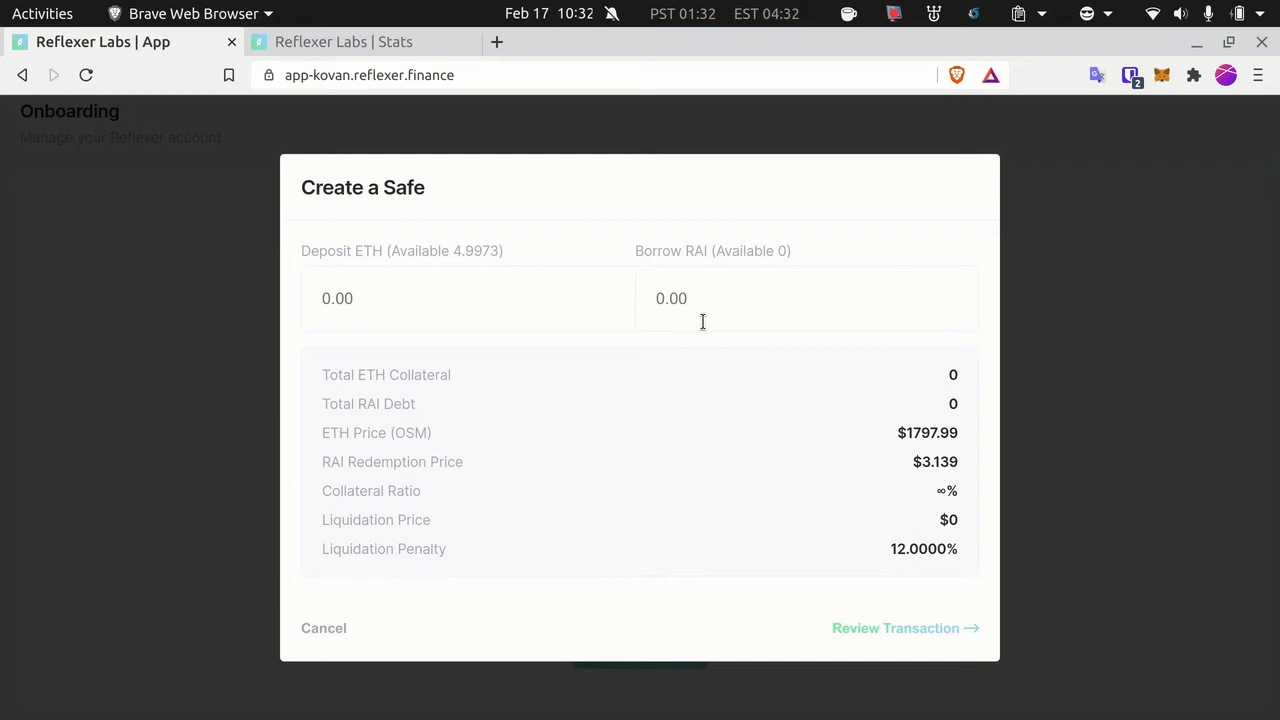 Activities Brave Web Browser Feb 17 10:32 PST 01:32 EST 04:32
Reflexer Labs | App Reflexer Labs | Stats
app-kovan.reflexer.finance 2
Onboarding
Manage your Reflexer account
Create a Safe
Deposit ETH (Available 4.9973) Borrow RAI (Available 0)
0.00 0.00
Total ETH Collateral 0
Total RAI Debt 0
ETH Price (OSM) $1797.99
RAI Redemption Price $3.139
Collateral Ratio ∞%
Liquidation Price $0
Liquidation Penalty 12.0000%
Cancel Review Transaction →